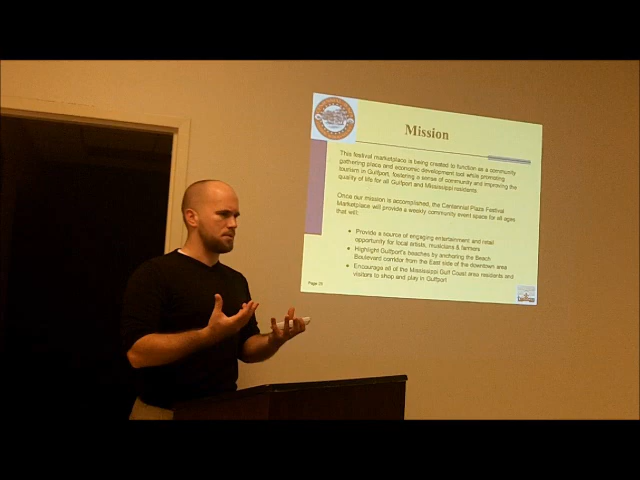 Mission
This festival marketplace is being created to function as a community
gathering place and economic development tool while promoting
tourism in Gulfport, fostering a sense of community and improving the
quality of life for all Gulfport and Mississippi residents.
Once our mission is accomplished, the Centennial Plaza Festival
Marketplace will provide a weekly community event space for all ages
that will:
Provide a source of engaging entertainment and retail
opportunity for local artists, musicians & farmers
Highlight Gulfport's beaches by anchoring the Beach
Boulevard corridor from the East side of the downtown area
Encourage all of the Mississippi Gulf Coast area residents and
visitors to shop and play in Gulfport
Page